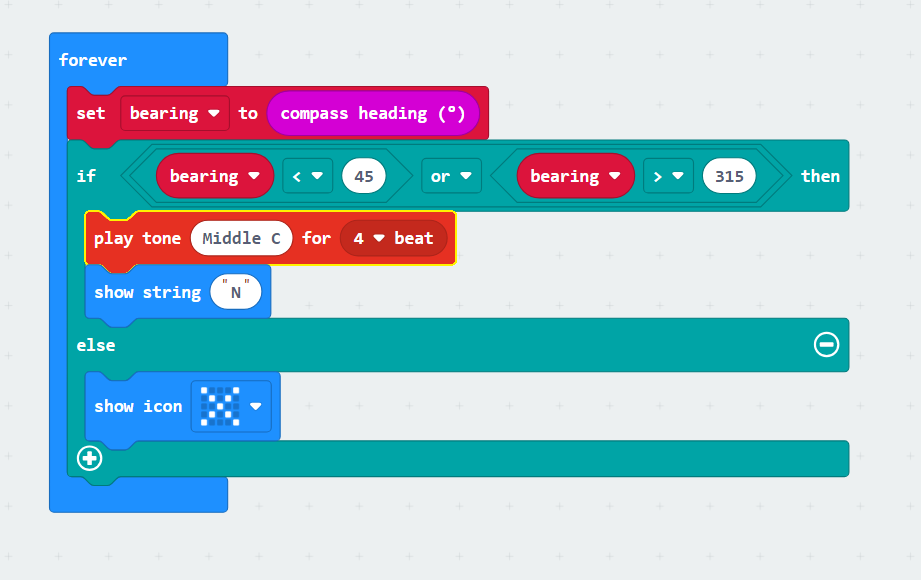 forever
set bearing to compass heading (°)
if bearing < 45 or bearing > 315 then
play tone Middle C for 4 beat
show string "N"
else
show icon